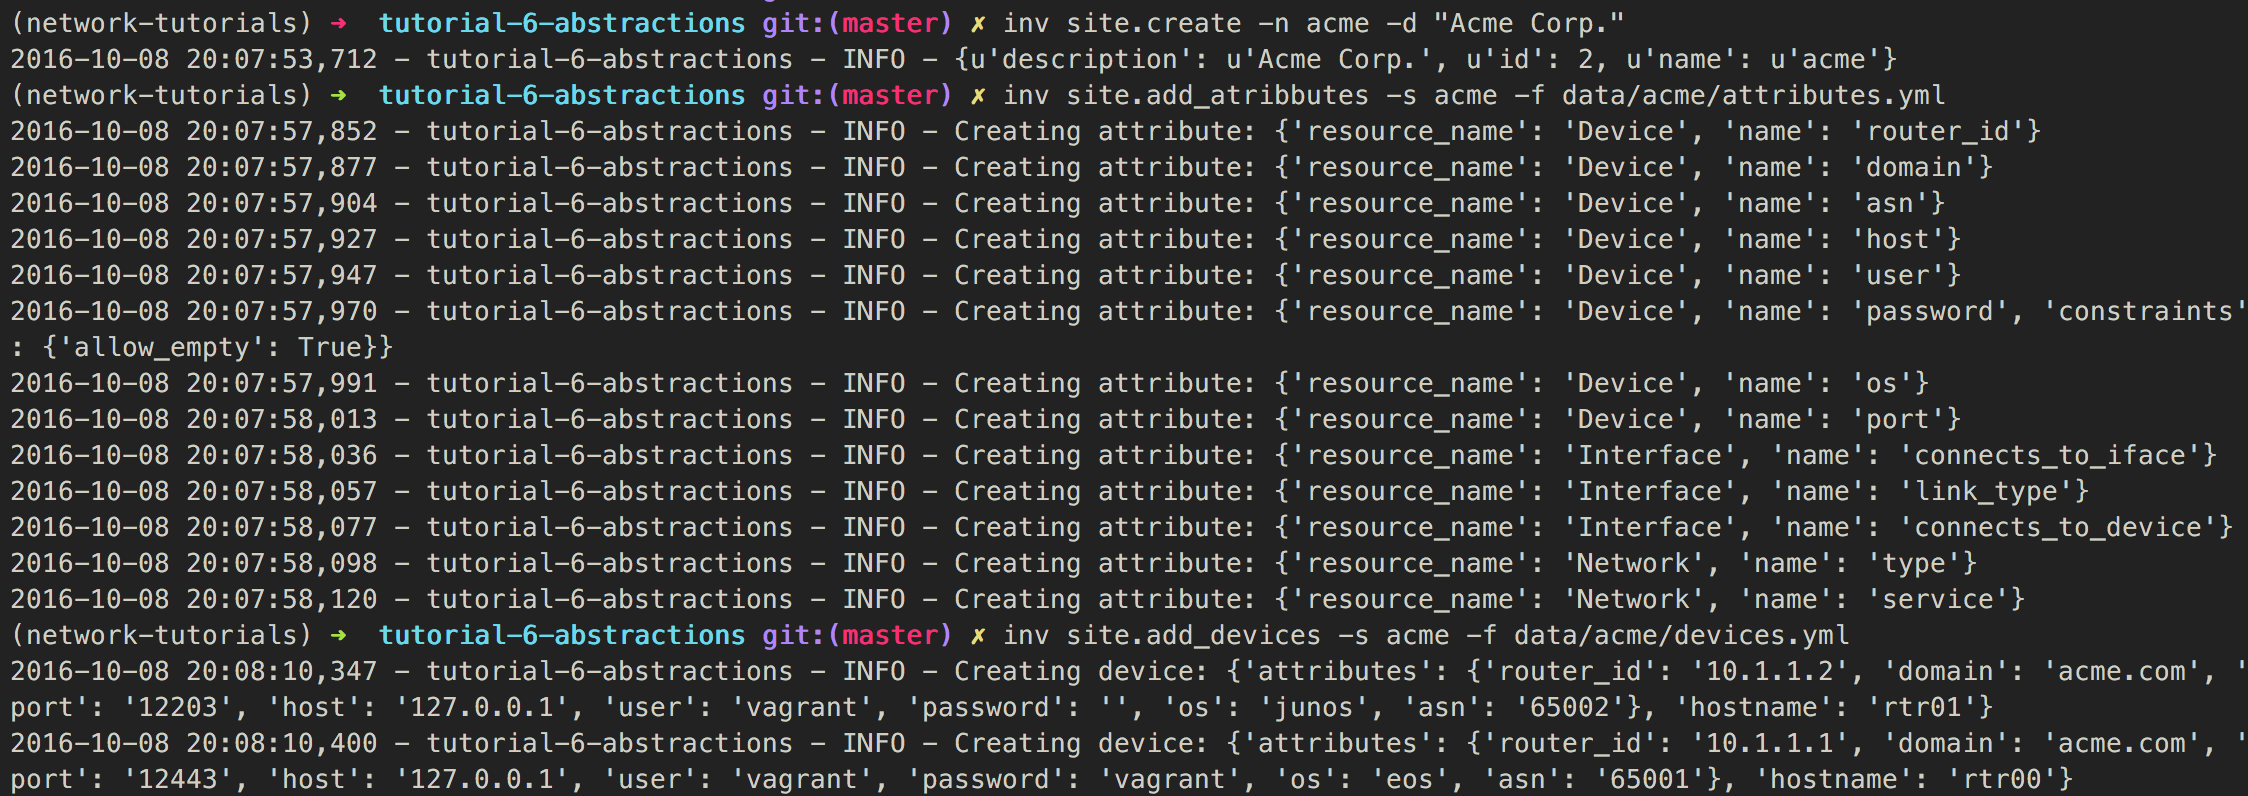 (network-tutorials) ➜  tutorial-6-abstractions git:(master) ✗ inv site.create -n acme -d "Acme Corp."
2016-10-08 20:07:53,712 - tutorial-6-abstractions - INFO - {u'description': u'Acme Corp.', u'id': 2, u'name': u'acme'}
(network-tutorials) ➜  tutorial-6-abstractions git:(master) ✗ inv site.add_atribbutes -s acme -f data/acme/attributes.yml
2016-10-08 20:07:57,852 - tutorial-6-abstractions - INFO - Creating attribute: {'resource_name': 'Device', 'name': 'router_id'}
2016-10-08 20:07:57,877 - tutorial-6-abstractions - INFO - Creating attribute: {'resource_name': 'Device', 'name': 'domain'}
2016-10-08 20:07:57,904 - tutorial-6-abstractions - INFO - Creating attribute: {'resource_name': 'Device', 'name': 'asn'}
2016-10-08 20:07:57,927 - tutorial-6-abstractions - INFO - Creating attribute: {'resource_name': 'Device', 'name': 'host'}
2016-10-08 20:07:57,947 - tutorial-6-abstractions - INFO - Creating attribute: {'resource_name': 'Device', 'name': 'user'}
2016-10-08 20:07:57,970 - tutorial-6-abstractions - INFO - Creating attribute: {'resource_name': 'Device', 'name': 'password', 'constraints'
: {'allow_empty': True}}
2016-10-08 20:07:57,991 - tutorial-6-abstractions - INFO - Creating attribute: {'resource_name': 'Device', 'name': 'os'}
2016-10-08 20:07:58,013 - tutorial-6-abstractions - INFO - Creating attribute: {'resource_name': 'Device', 'name': 'port'}
2016-10-08 20:07:58,036 - tutorial-6-abstractions - INFO - Creating attribute: {'resource_name': 'Interface', 'name': 'connects_to_iface'}
2016-10-08 20:07:58,057 - tutorial-6-abstractions - INFO - Creating attribute: {'resource_name': 'Interface', 'name': 'link_type'}
2016-10-08 20:07:58,077 - tutorial-6-abstractions - INFO - Creating attribute: {'resource_name': 'Interface', 'name': 'connects_to_device'}
2016-10-08 20:07:58,098 - tutorial-6-abstractions - INFO - Creating attribute: {'resource_name': 'Network', 'name': 'type'}
2016-10-08 20:07:58,120 - tutorial-6-abstractions - INFO - Creating attribute: {'resource_name': 'Network', 'name': 'service'}
(network-tutorials) ➜  tutorial-6-abstractions git:(master) ✗ inv site.add_devices -s acme -f data/acme/devices.yml
2016-10-08 20:08:10,347 - tutorial-6-abstractions - INFO - Creating device: {'attributes': {'router_id': '10.1.1.2', 'domain': 'acme.com', '
port': '12203', 'host': '127.0.0.1', 'user': 'vagrant', 'password': '', 'os': 'junos', 'asn': '65002'}, 'hostname': 'rtr01'}
2016-10-08 20:08:10,400 - tutorial-6-abstractions - INFO - Creating device: {'attributes': {'router_id': '10.1.1.1', 'domain': 'acme.com', '
port': '12443', 'host': '127.0.0.1', 'user': 'vagrant', 'password': 'vagrant', 'os': 'eos', 'asn': '65001'}, 'hostname': 'rtr00'}